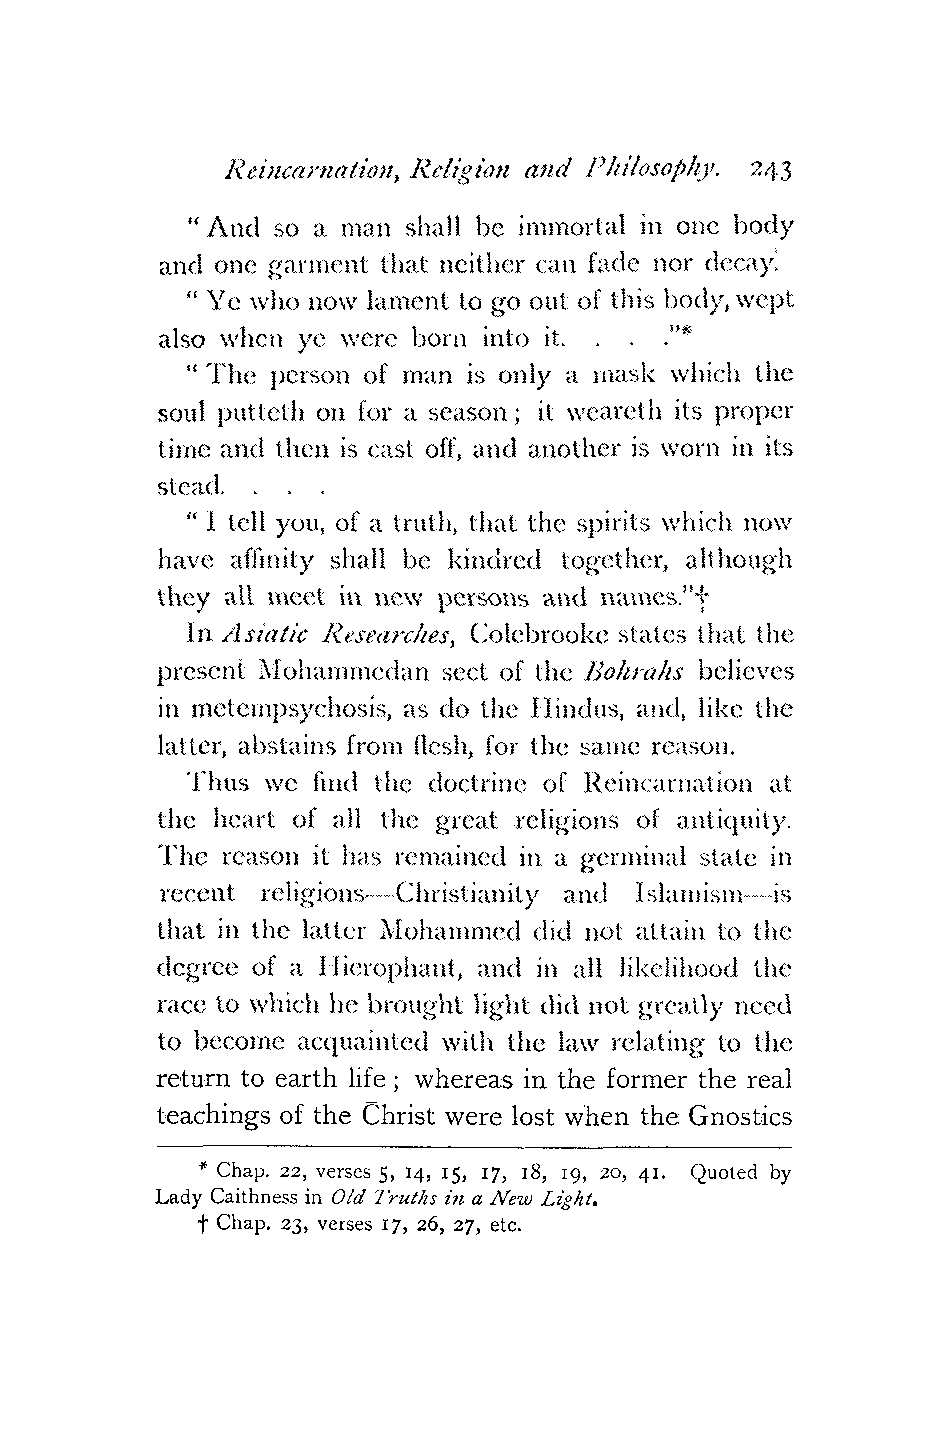 Reincarnation, Religion and Philosophy. 243
“ And so a man shall be immortal in one body
and one garment that neither can fade nor decay.
“ Ye who now lament to go out of this body, wept
also when ye were born into it. . . .”*
“ The person of man is only a mask which the
soul putteth on for a season ; it weareth its proper
time and then is cast off, and another is worn in its
stead. . . .
“ I tell you, of a truth, that the spirits which now
have affinity shall be kindred together, although
they all meet in new persons and names.”†
In Asiatic Researches, Colebrooke states that the
present Mohammedan sect of the Bohrahs believes
in metempsychosis, as do the Hindus, and, like the
latter, abstains from flesh, for the same reason.
Thus we find the doctrine of Reincarnation at
the heart of all the great religions of antiquity.
The reason it has remained in a germinal state in
recent religions—Christianity and Islamism—is
that in the latter Mohammed did not attain to the
degree of a Hierophant, and in all likelihood the
race to which he brought light did not greatly need
to become acquainted with the law relating to the
return to earth life ; whereas in the former the real
teachings of the Christ were lost when the Gnostics
* Chap. 22, verses 5, 14, 15, 17, 18, 19, 20, 41. Quoted by
Lady Caithness in Old Truths in a New Light.
† Chap. 23, verses 17, 26, 27, etc.